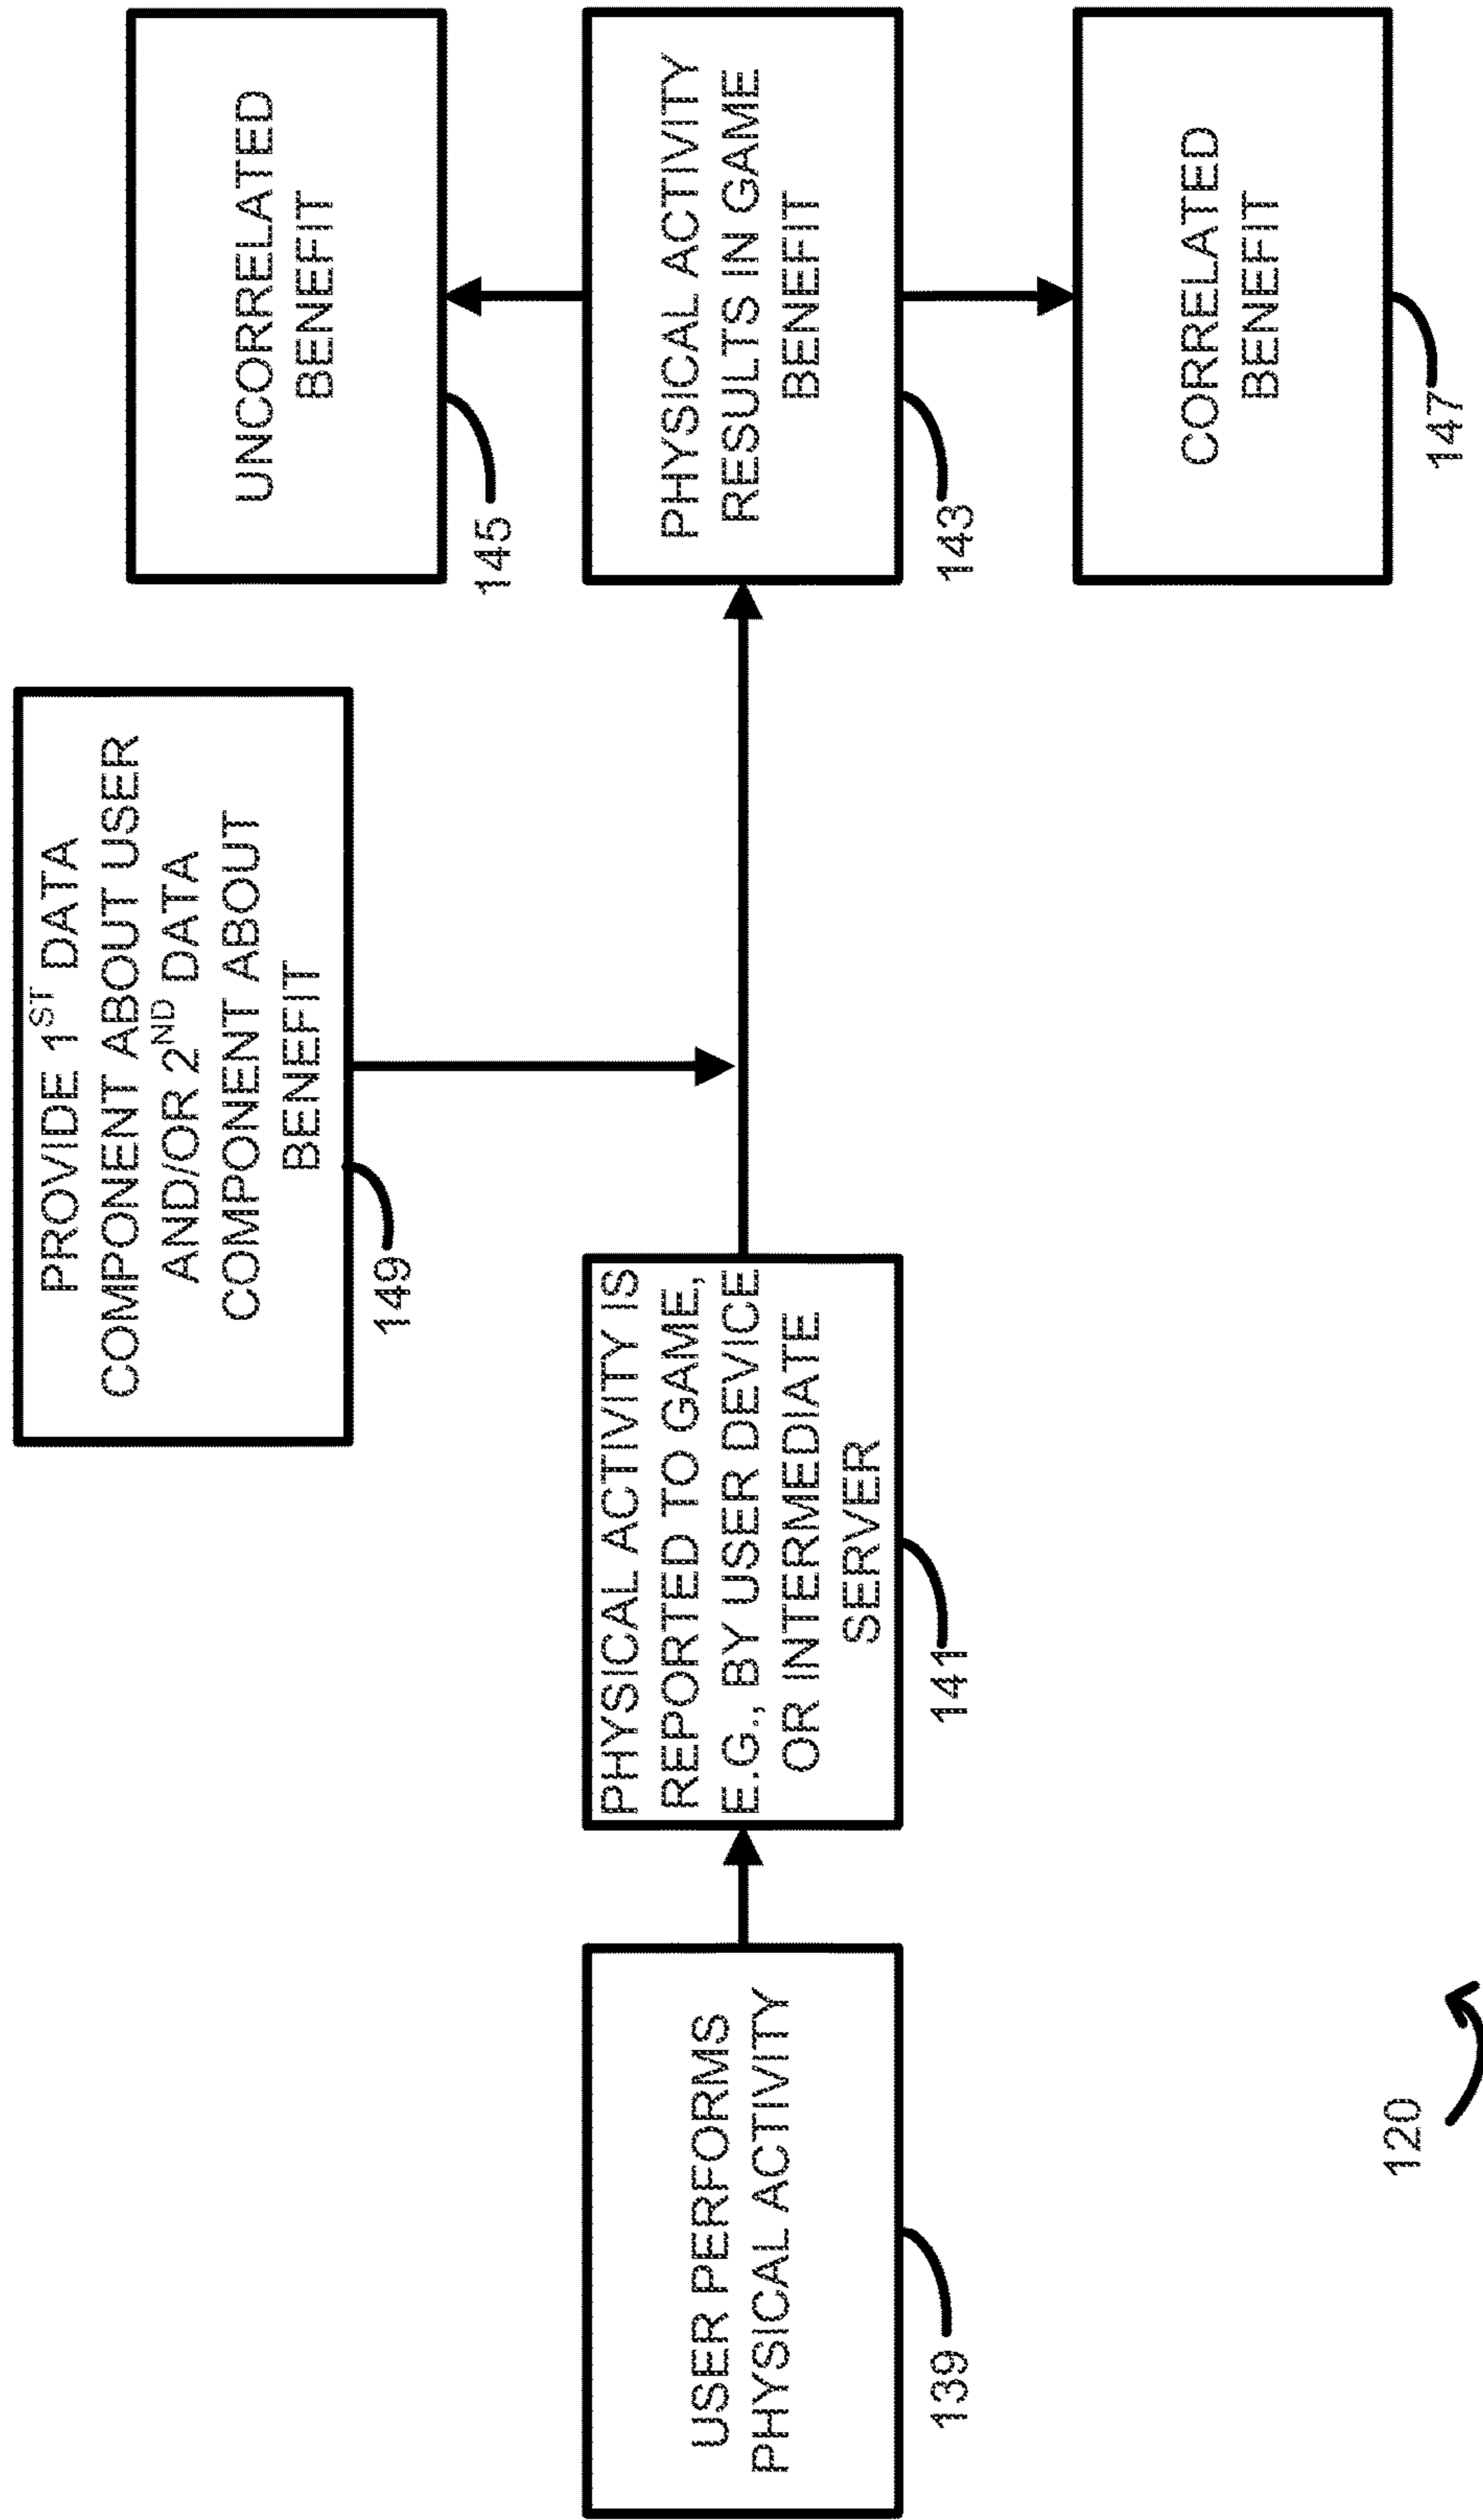 PROVIDE 1ST DATA
COMPONENT ABOUT USER
AND/OR 2ND DATA
COMPONENT ABOUT
BENEFIT
149
UNCORRELATED
BENEFIT
145
USER PERFORMS
PHYSICAL ACTIVITY
139
PHYSICAL ACTIVITY IS
REPORTED TO GAME,
E.G., BY USER DEVICE
OR INTERMEDIATE
SERVER
141
PHYSICAL ACTIVITY
RESULTS IN GAME
BENEFIT
143
CORRELATED
BENEFIT
147
120